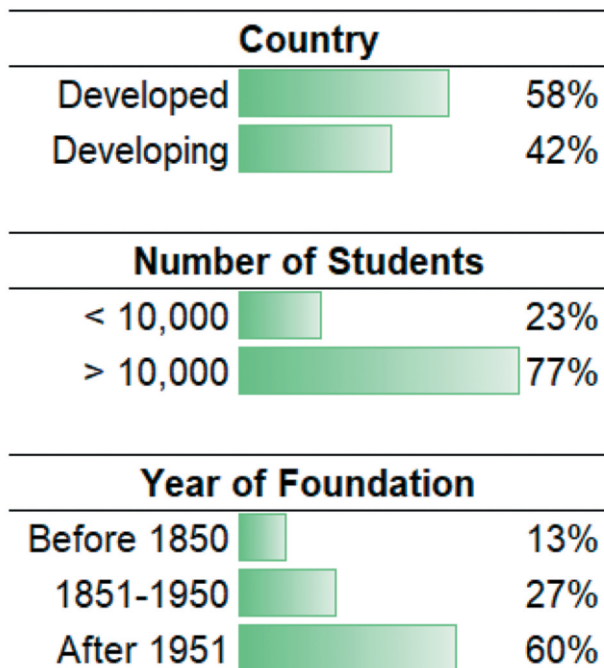 Country
Developed 58%
Developing 42%
Number of Students
< 10,000 23%
> 10,000 77%
Year of Foundation
Before 1850 13%
1851-1950 27%
After 1951 60%